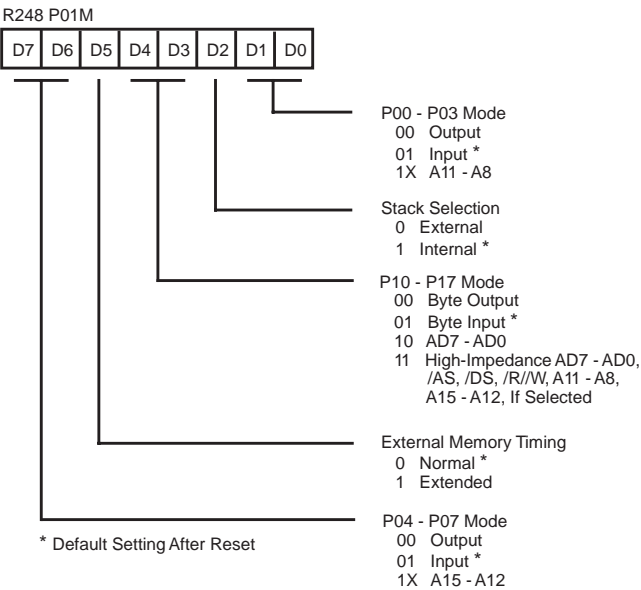 R248 P01M
D7 D6 D5 D4 D3 D2 D1 D0
P00 - P03 Mode
00 Output
01 Input *
1X A11 - A8
Stack Selection
0 External
1 Internal *
P10 - P17 Mode
00 Byte Output
01 Byte Input *
10 AD7 - AD0
11 High-Impedance AD7 - AD0,
/AS, /DS, /R//W, A11 - A8,
A15 - A12, If Selected
External Memory Timing
0 Normal *
1 Extended
P04 - P07 Mode
00 Output
01 Input *
1X A15 - A12
* Default Setting After Reset